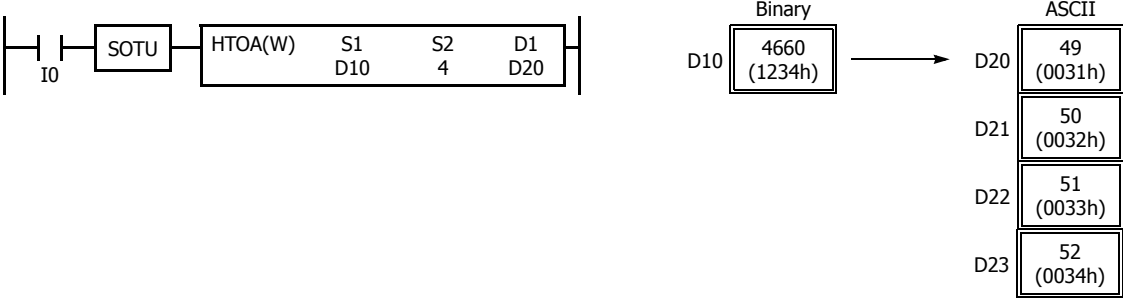 Binary
ASCII
SOTU
HTOA(W) S1 S2 D1
D10 4 D20
I0
D10
4660
(1234h)
D20
49
(0031h)
D21
50
(0032h)
D22
51
(0033h)
D23
52
(0034h)